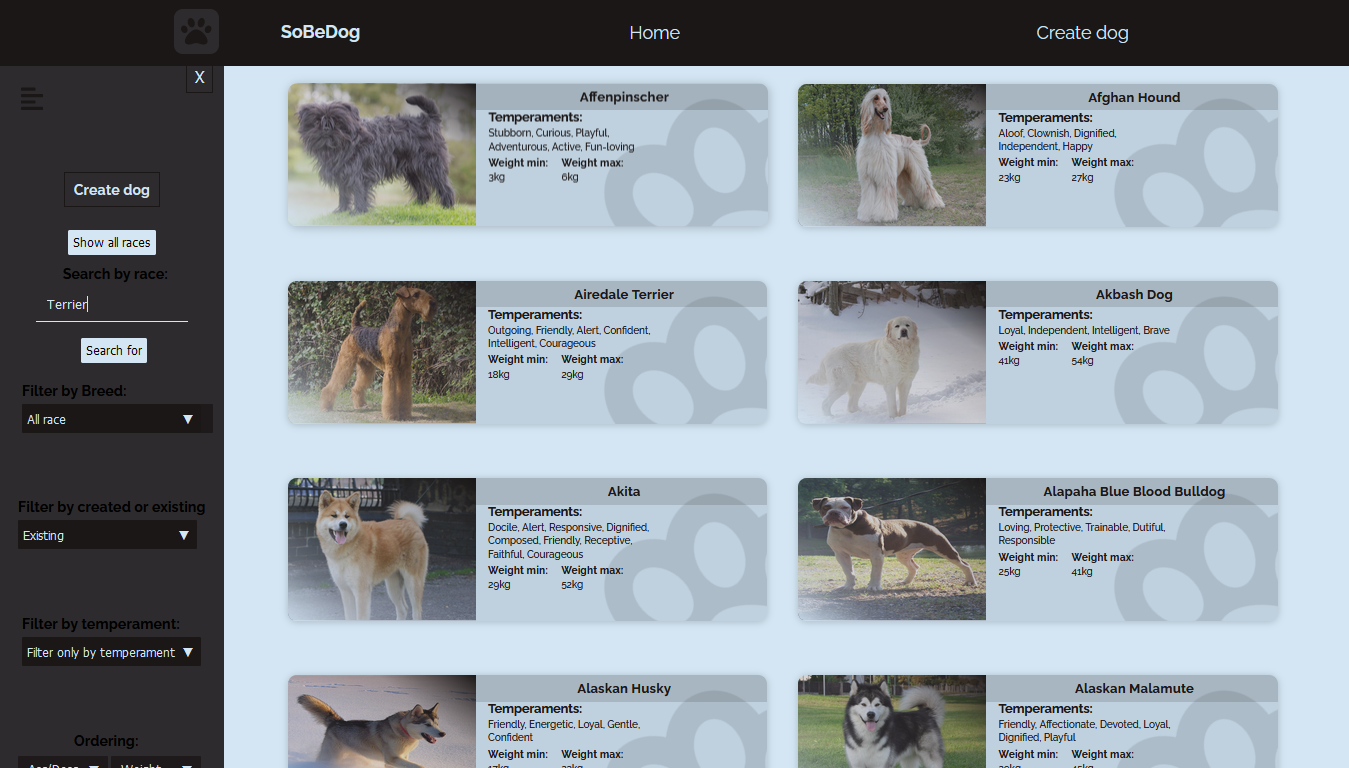 SoBeDog
Home
Create dog
X
Create dog
Show all races
Search by race:
Terrier
Search for
Filter by Breed:
All race ▼
Filter by created or existing
Existing ▼
Filter by temperament:
Filter only by temperament ▼
Ordering:
Weight
Affenpinscher
Temperaments:
Stubborn, Curious, Playful,
Adventurous, Active, Fun-loving
Weight min: Weight max:
3kg 6kg
Afghan Hound
Temperaments:
Aloof, Clownish, Dignified,
Independent, Happy
Weight min: Weight max:
23kg 27kg
Airedale Terrier
Temperaments:
Outgoing, Friendly, Alert, Confident,
Intelligent, Courageous
Weight min: Weight max:
18kg 29kg
Akbash Dog
Temperaments:
Loyal, Independent, Intelligent, Brave
Weight min: Weight max:
41kg 54kg
Akita
Temperaments:
Docile, Alert, Responsive, Dignified,
Composed, Friendly, Receptive,
Faithful, Courageous
Weight min: Weight max:
29kg 52kg
Alapaha Blue Blood Bulldog
Temperaments:
Loving, Protective, Trainable, Dutiful,
Responsible
Weight min: Weight max:
25kg 41kg
Alaskan Husky
Temperaments:
Friendly, Energetic, Loyal, Gentle,
Confident
Weight min: Weight max:
Alaskan Malamute
Temperaments:
Friendly, Affectionate, Devoted, Loyal,
Dignified, Playful
Weight min: Weight max: